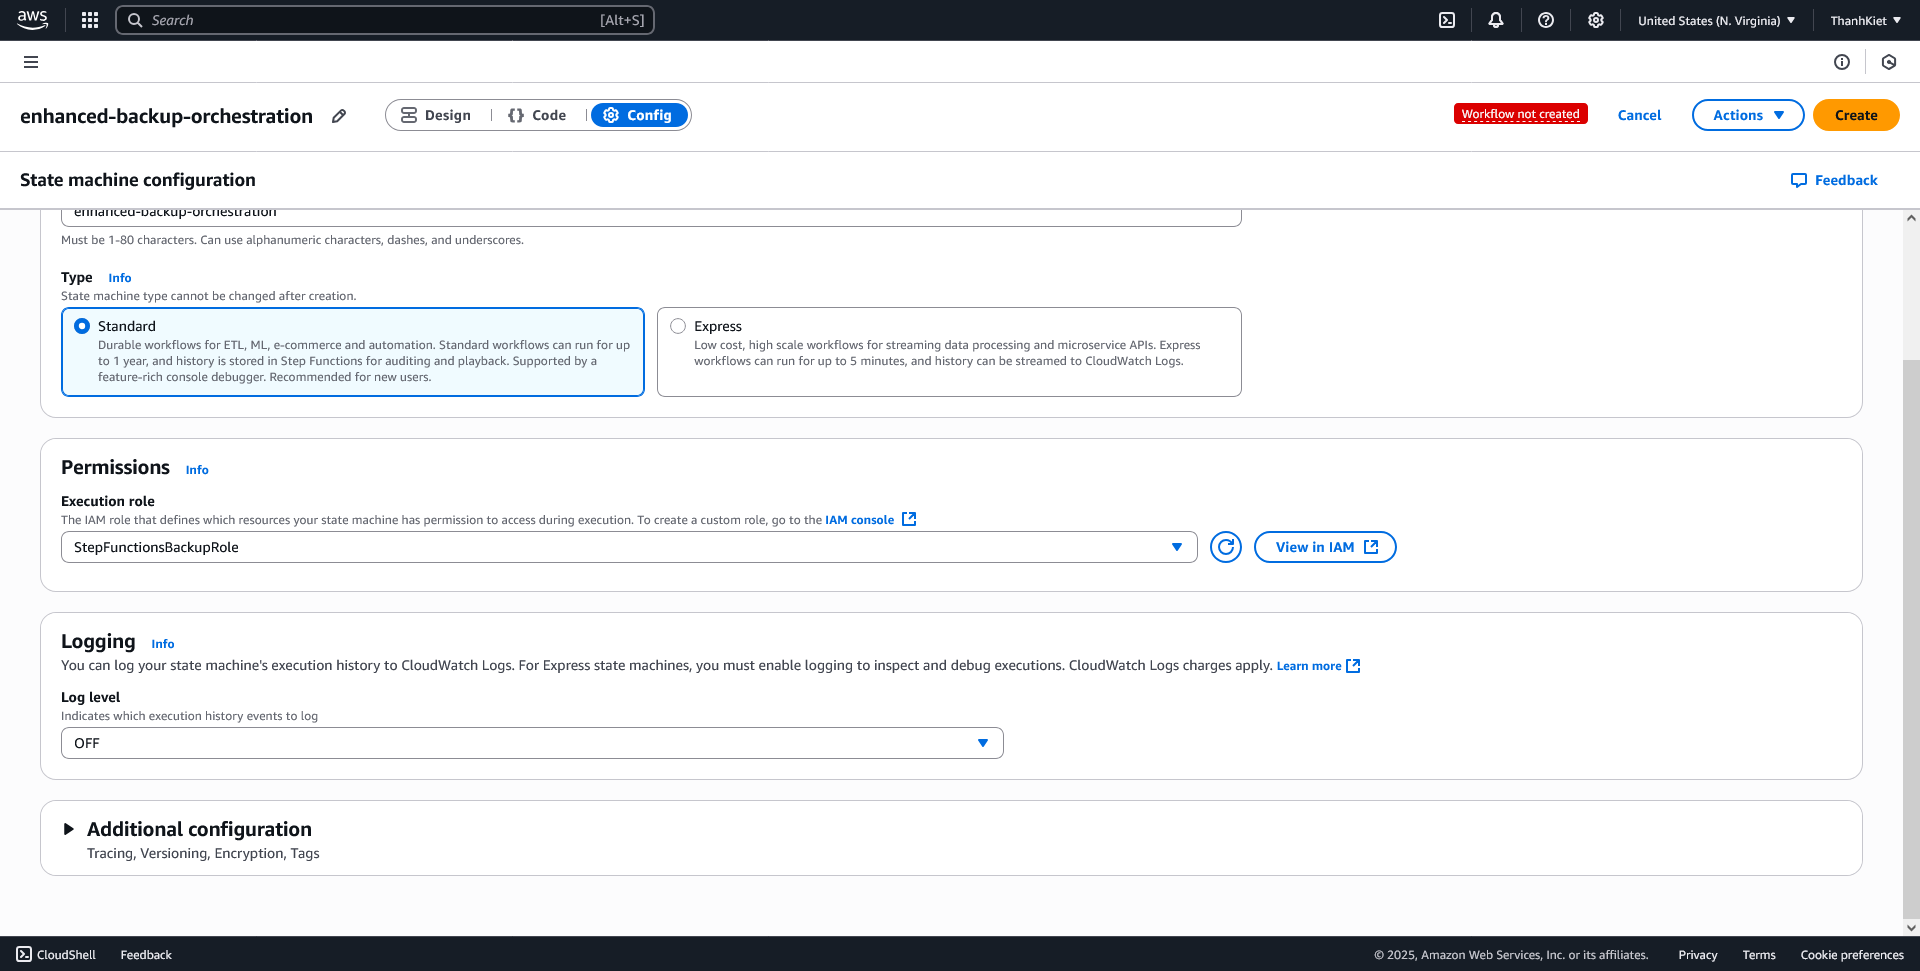 aws
Search
[Alt+S]
United States (N. Virginia)
ThanhKiet
enhanced-backup-orchestration
Design
{} Code
Config
Workflow not created
Cancel
Actions
Create
State machine configuration
Feedback
enhanced-backup-orchestration
Must be 1-80 characters. Can use alphanumeric characters, dashes, and underscores.
Type Info
State machine type cannot be changed after creation.
Standard
Durable workflows for ETL, ML, e-commerce and automation. Standard workflows can run for up
to 1 year, and history is stored in Step Functions for auditing and playback. Supported by a
feature-rich console debugger. Recommended for new users.
Express
Low cost, high scale workflows for streaming data processing and microservice APIs. Express
workflows can run for up to 5 minutes, and history can be streamed to CloudWatch Logs.
Permissions Info
Execution role
The IAM role that defines which resources your state machine has permission to access during execution. To create a custom role, go to the IAM console
StepFunctionsBackupRole
View in IAM
Logging Info
You can log your state machine's execution history to CloudWatch Logs. For Express state machines, you must enable logging to inspect and debug executions. CloudWatch Logs charges apply. Learn more
Log level
Indicates which execution history events to log
OFF
Additional configuration
Tracing, Versioning, Encryption, Tags
CloudShell
Feedback
© 2025, Amazon Web Services, Inc. or its affiliates.
Privacy
Terms
Cookie preferences